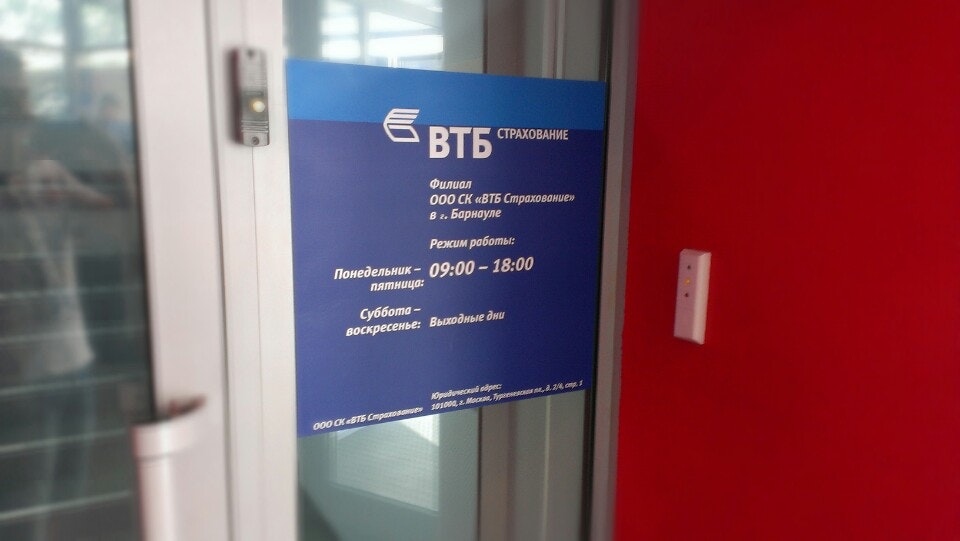 ВТБ СТРАХОВАНИЕ
Филиал
ООО СК «ВТБ Страхование»
в г. Барнауле
Режим работы:
Понедельник –
пятница: 09:00 – 18:00
Суббота –
воскресенье: Выходные дни
Юридический адрес:
ООО СК «ВТБ Страхование» 101000, г. Москва, Тургеневская пл., д. 2/4, стр. 1